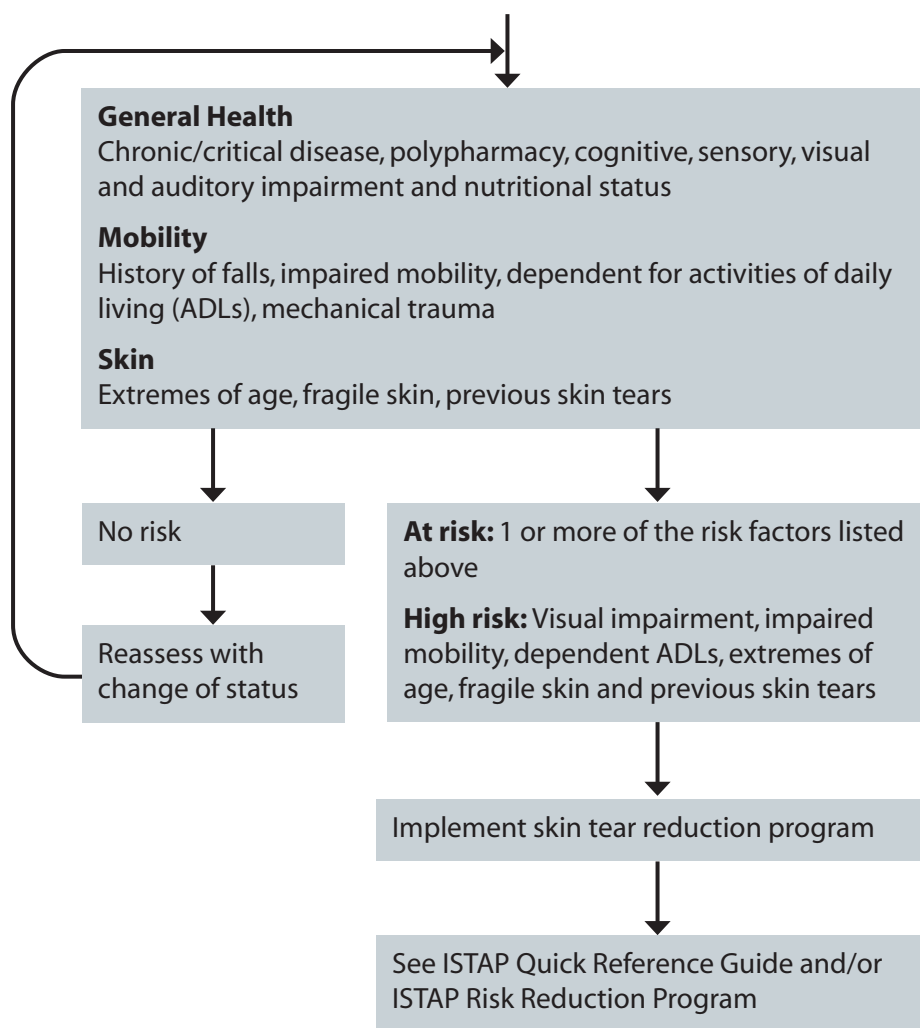 General Health
Chronic/critical disease, polypharmacy, cognitive, sensory, visual
and auditory impairment and nutritional status
Mobility
History of falls, impaired mobility, dependent for activities of daily
living (ADLs), mechanical trauma
Skin
Extremes of age, fragile skin, previous skin tears
No risk
Reassess with
change of status
At risk: 1 or more of the risk factors listed
above
High risk: Visual impairment, impaired
mobility, dependent ADLs, extremes of
age, fragile skin and previous skin tears
Implement skin tear reduction program
See ISTAP Quick Reference Guide and/or
ISTAP Risk Reduction Program